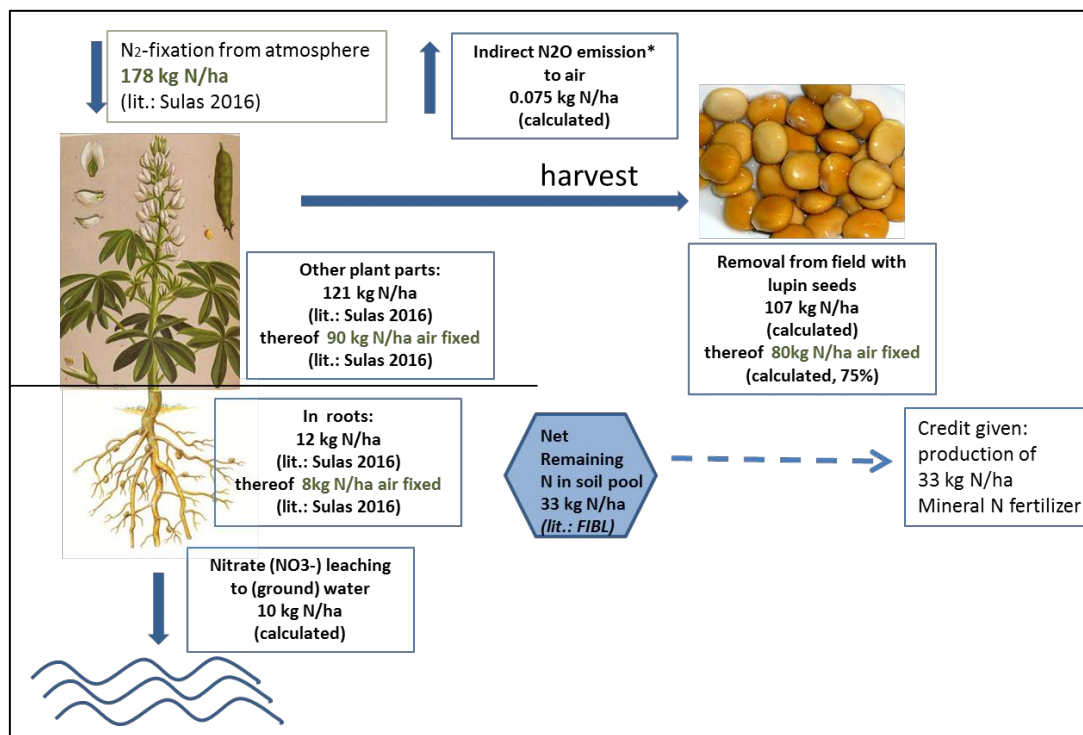 N2-fixation from atmosphere
178 kg N/ha
(lit.: Sulas 2016)
Indirect N2O emission*
to air
0.075 kg N/ha
(calculated)
harvest
Other plant parts:
121 kg N/ha
(lit.: Sulas 2016)
thereof 90 kg N/ha air fixed
(lit.: Sulas 2016)
Removal from field with
lupin seeds
107 kg N/ha
(calculated)
thereof 80kg N/ha air fixed
(calculated, 75%)
In roots:
12 kg N/ha
(lit.: Sulas 2016)
thereof 8kg N/ha air fixed
(lit.: Sulas 2016)
Net
Remaining
N in soil pool
33 kg N/ha
(lit.: FIBL)
Credit given:
production of
33 kg N/ha
Mineral N fertilizer
Nitrate (NO3-) leaching
to (ground) water
10 kg N/ha
(calculated)